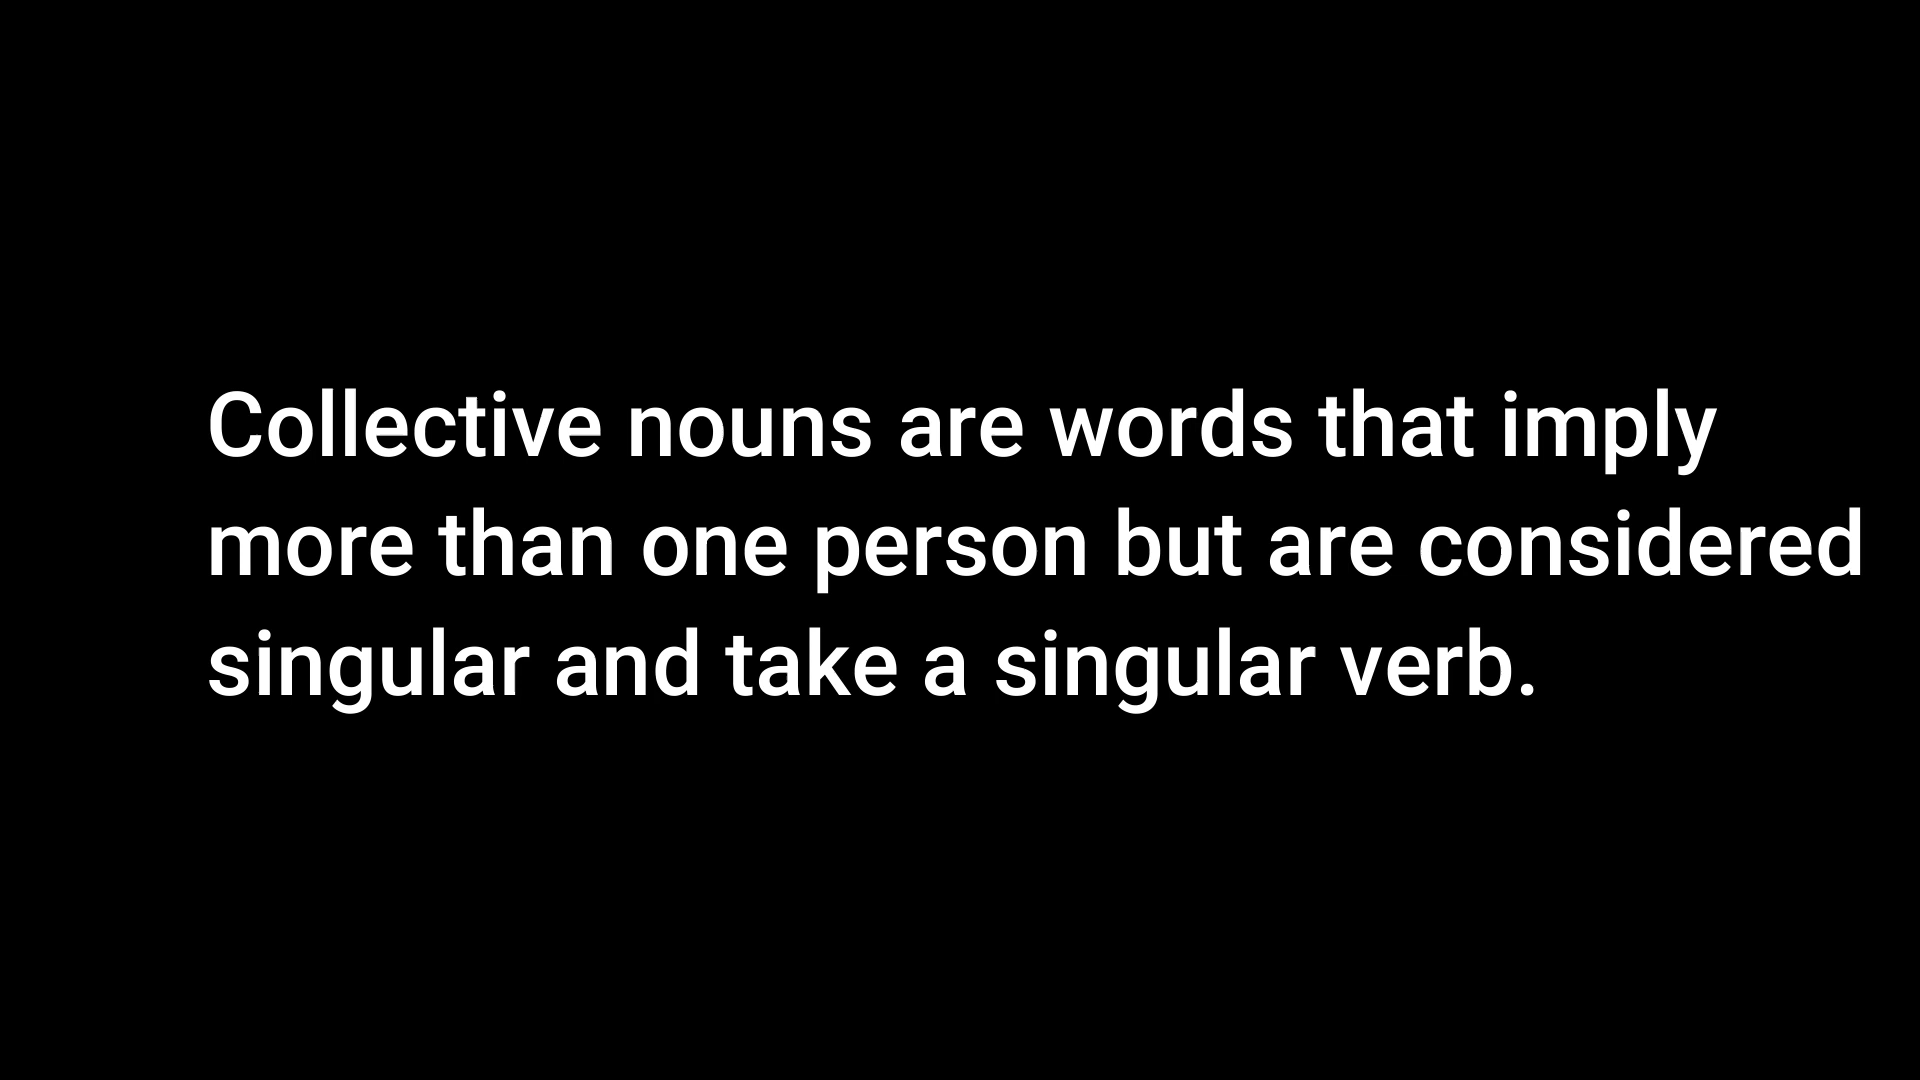 Collective nouns are words that imply
more than one person but are considered
singular and take a singular verb.